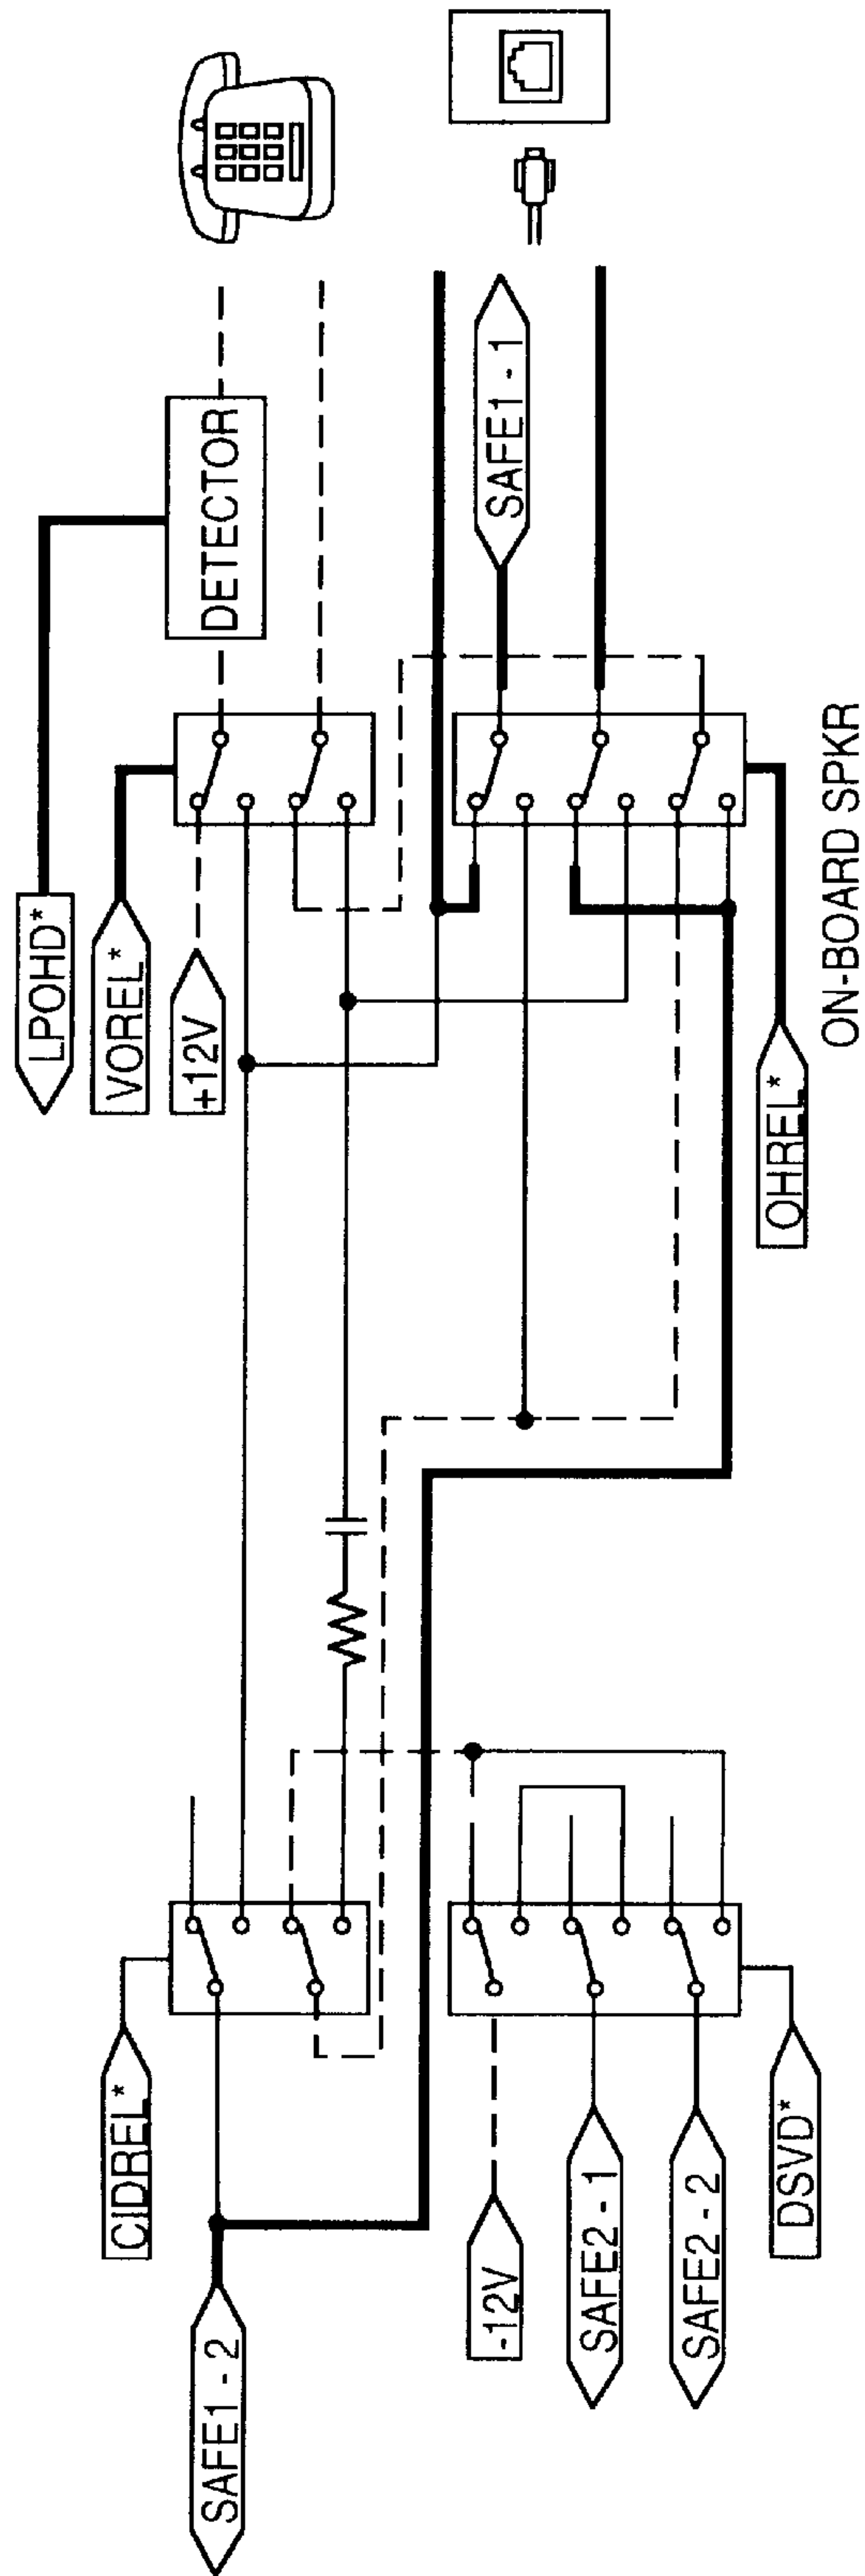 LPOHD*
VOREL*
+12V
DETECTOR
SAFE1 - 1
OHREL*
ON-BOARD SPKR
CIDREL*
SAFE1 - 2
-12V
SAFE2 - 1
SAFE2 - 2
DSVD*